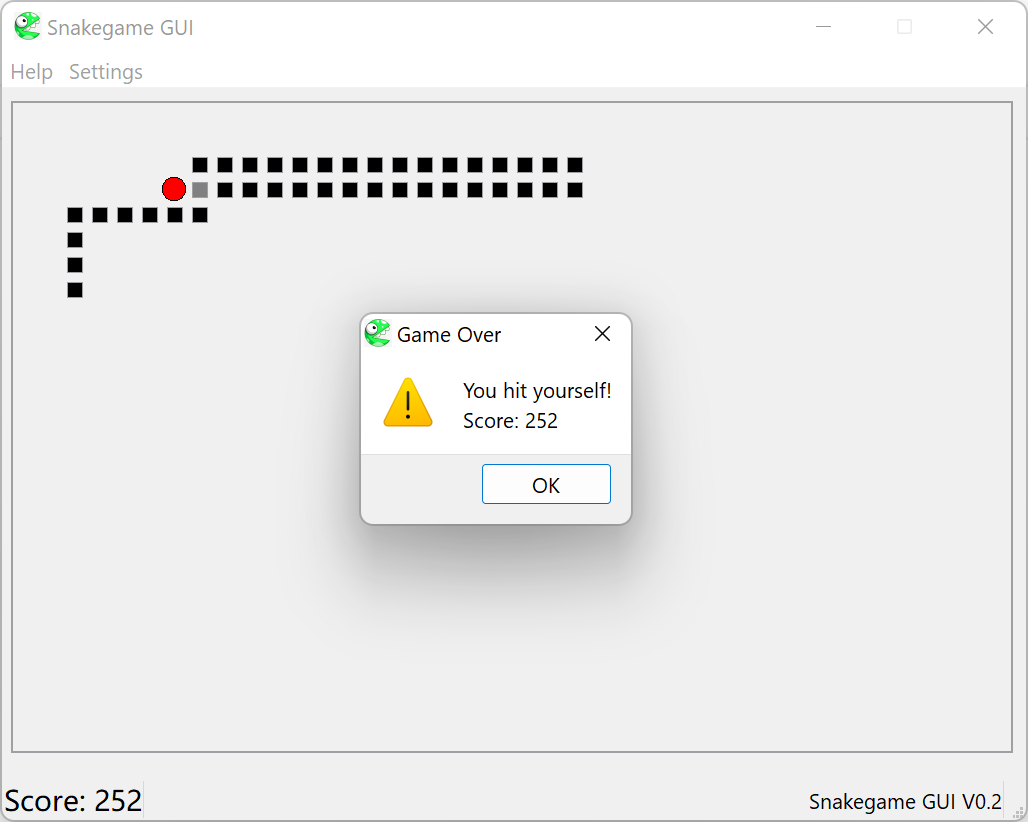 Snakegame GUI
Help Settings
Game Over
You hit yourself!
Score: 252
OK
Score: 252
Snakegame GUI V0.2